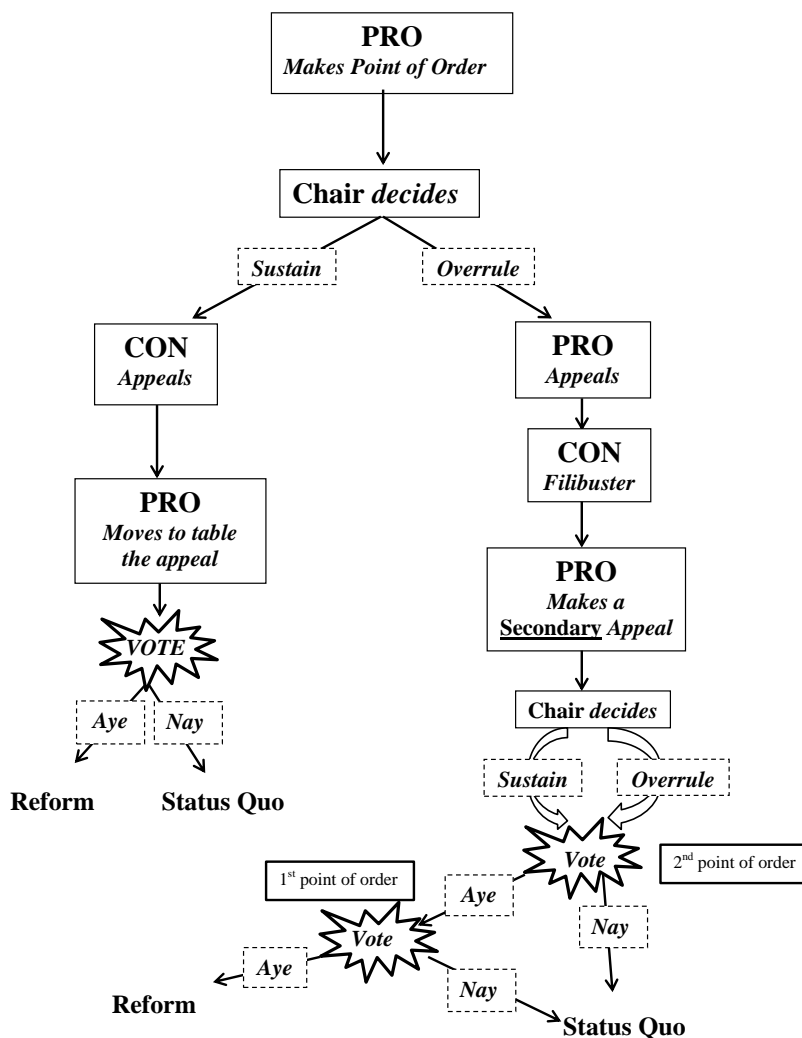 PRO
Makes Point of Order
Chair decides
Sustain
Overrule
CON
Appeals
PRO
Appeals
CON
Filibuster
PRO
Moves to table
the appeal
PRO
Makes a
Secondary Appeal
VOTE
Aye
Nay
Reform
Status Quo
Chair decides
Sustain
Overrule
Vote
2nd point of order
1st point of order
Aye
Vote
Nay
Aye
Nay
Reform
Status Quo